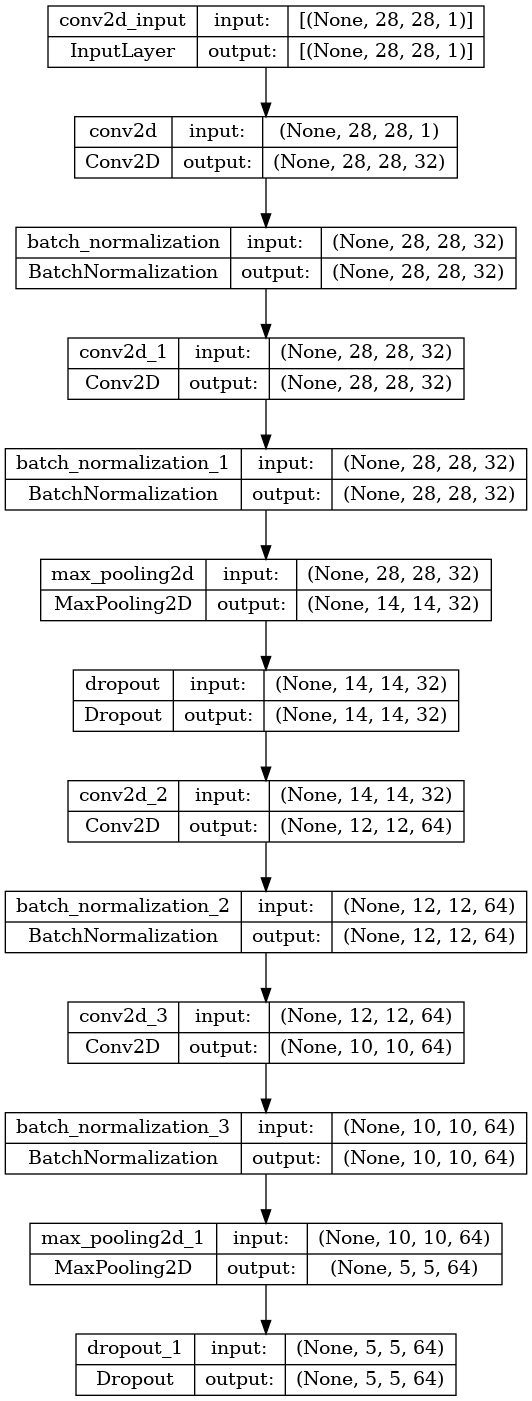 conv2d_input input: [(None, 28, 28, 1)]
InputLayer output: [(None, 28, 28, 1)]
conv2d input: (None, 28, 28, 1)
Conv2D output: (None, 28, 28, 32)
batch_normalization input: (None, 28, 28, 32)
BatchNormalization output: (None, 28, 28, 32)
conv2d_1 input: (None, 28, 28, 32)
Conv2D output: (None, 28, 28, 32)
batch_normalization_1 input: (None, 28, 28, 32)
BatchNormalization output: (None, 28, 28, 32)
max_pooling2d input: (None, 28, 28, 32)
MaxPooling2D output: (None, 14, 14, 32)
dropout input: (None, 14, 14, 32)
Dropout output: (None, 14, 14, 32)
conv2d_2 input: (None, 14, 14, 32)
Conv2D output: (None, 12, 12, 64)
batch_normalization_2 input: (None, 12, 12, 64)
BatchNormalization output: (None, 12, 12, 64)
conv2d_3 input: (None, 12, 12, 64)
Conv2D output: (None, 10, 10, 64)
batch_normalization_3 input: (None, 10, 10, 64)
BatchNormalization output: (None, 10, 10, 64)
max_pooling2d_1 input: (None, 10, 10, 64)
MaxPooling2D output: (None, 5, 5, 64)
dropout_1 input: (None, 5, 5, 64)
Dropout output: (None, 5, 5, 64)